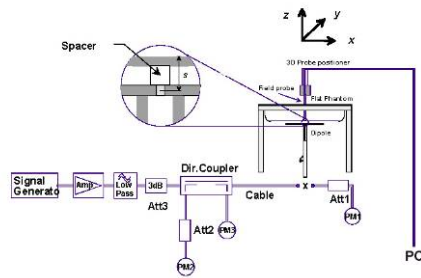 z
y
x
Spacer
s
3D Probe positioner
Field probe
Flat Phantom
Dipole
Signal
Generato
Amp
Low
Pass
3dB
Att3
Dir.Coupler
Cable
x
Att1
PM1
Att2
PM3
PM2
PC